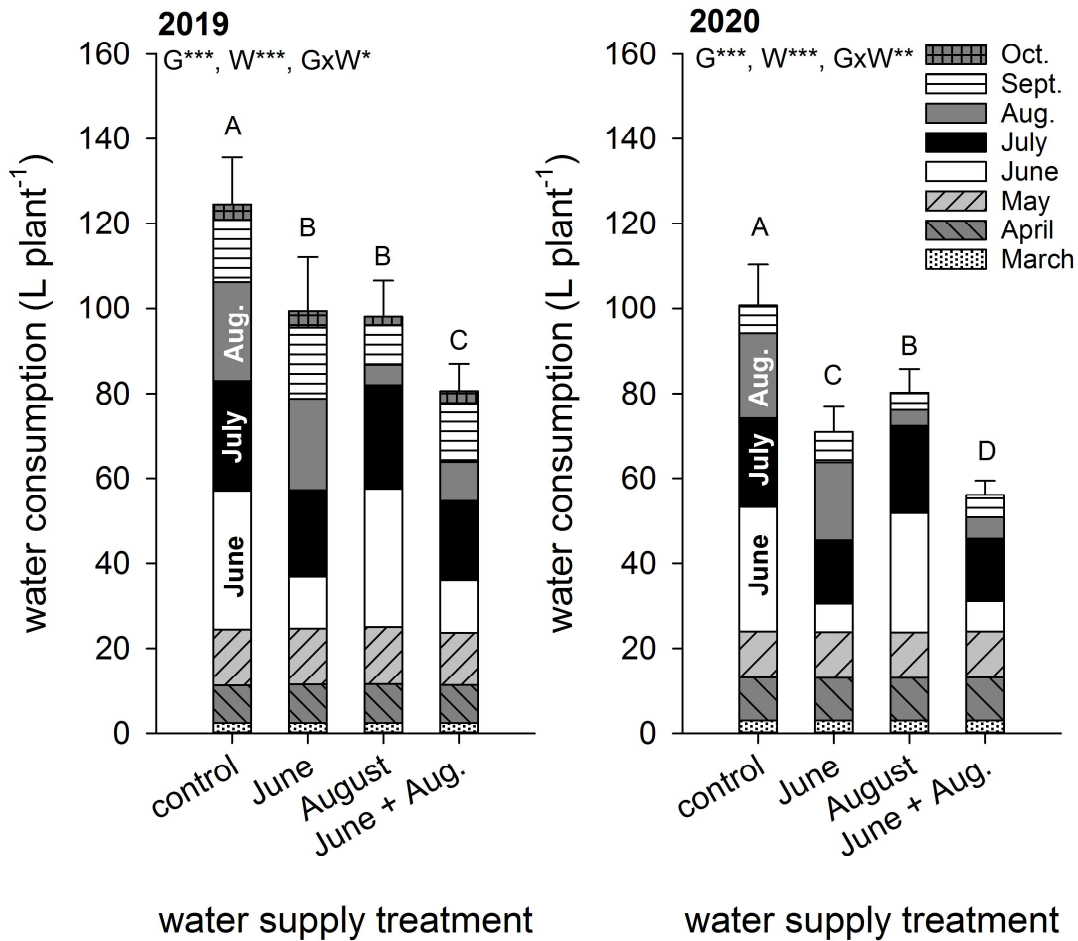 2019
G***, W***, GxW*
water consumption (L plant-1)
160
140
120
100
80
60
40
20
0
A
B
B
C
Aug.
July
June
control
June
August
June + Aug.
water supply treatment
2020
G***, W***, GxW**
water consumption (L plant-1)
160
140
120
100
80
60
40
20
0
A
C
B
D
Aug.
July
June
control
June
August
June + Aug.
water supply treatment
Oct.
Sept.
Aug.
July
June
May
April
March